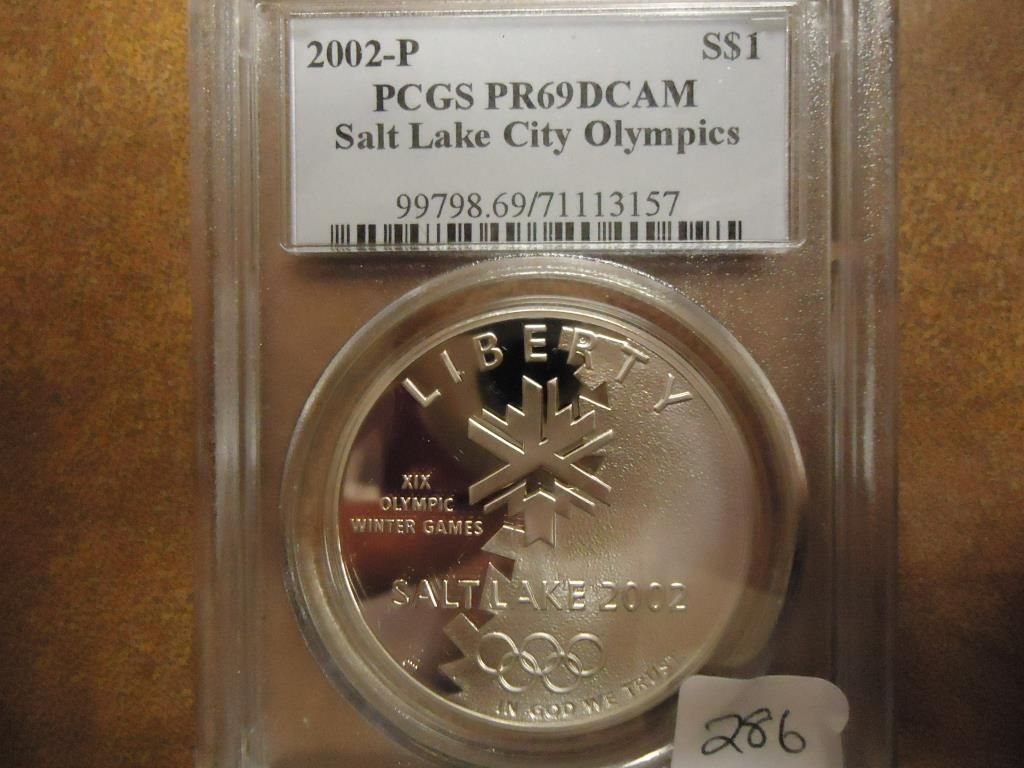 2002-P S$1
PCGS PR69DCAM
Salt Lake City Olympics
99798.69/71113157
LIBERTY
XIX
OLYMPIC
WINTER GAMES
SALT LAKE 2002
IN GOD WE TRUST
286